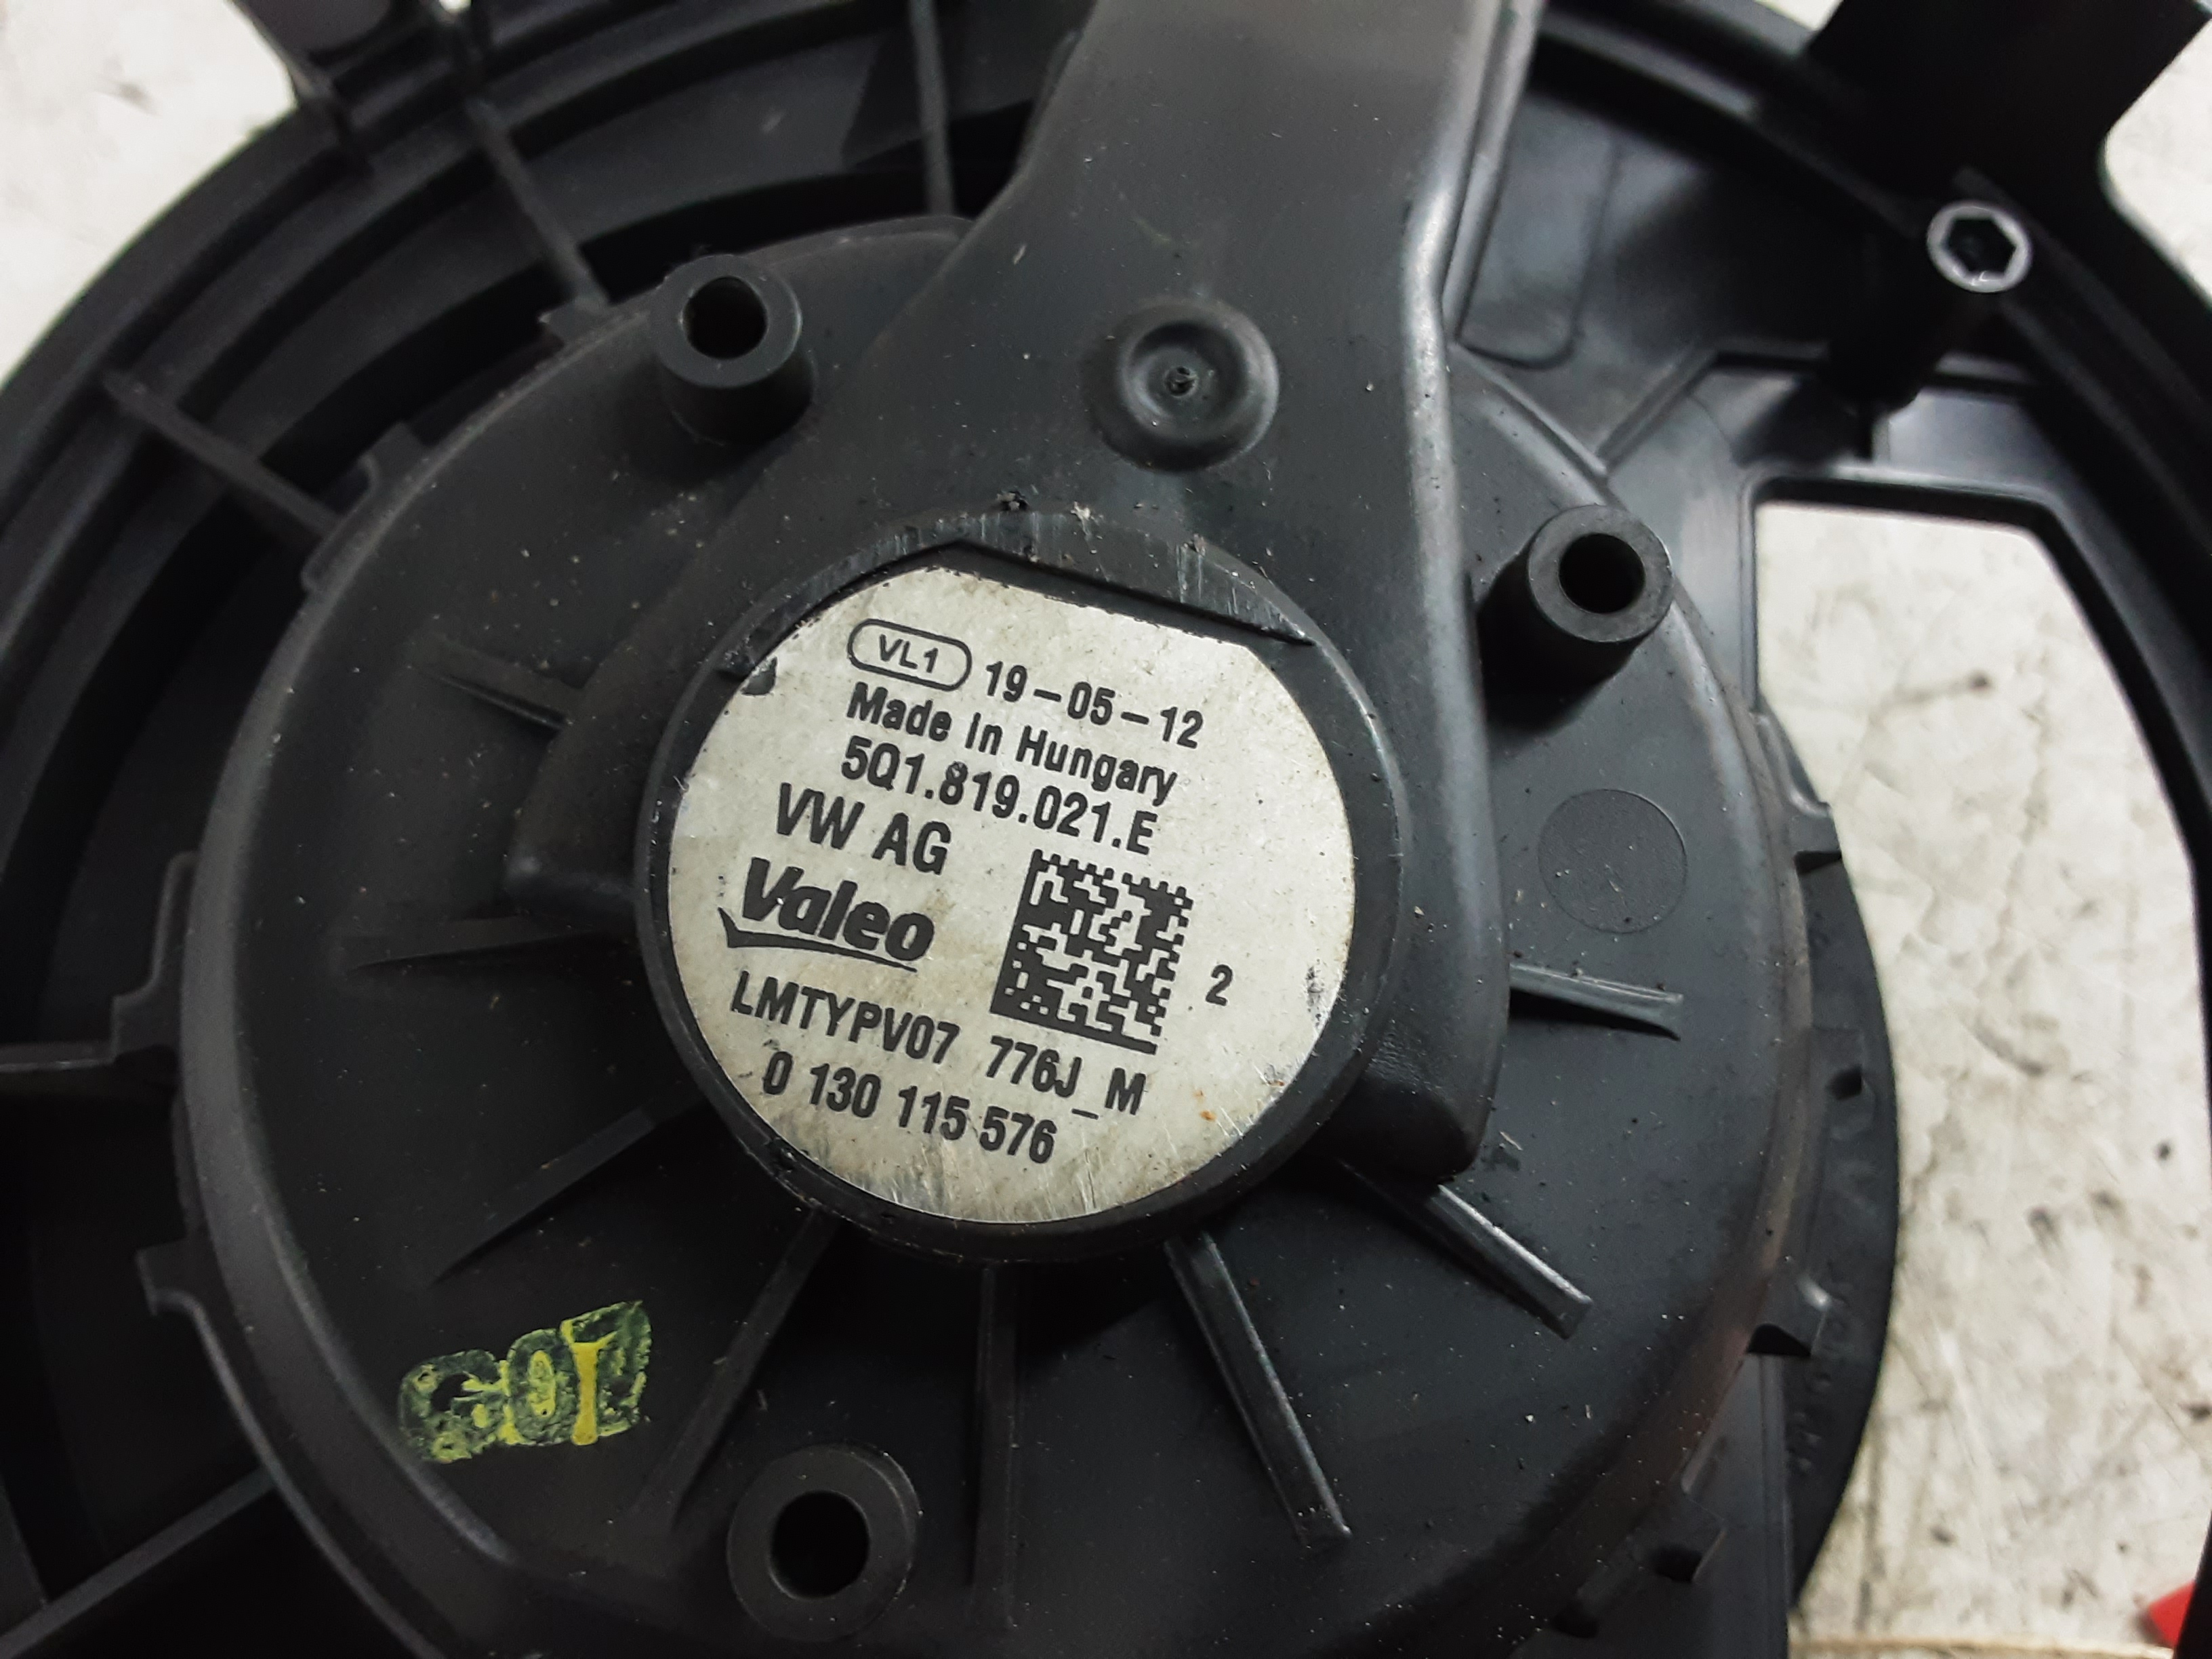 VL1 19-05-12
Made in Hungary
5Q1.819.021.E
VW AG
Valeo
2
LMTYPV07 776J_M
0 130 115 576